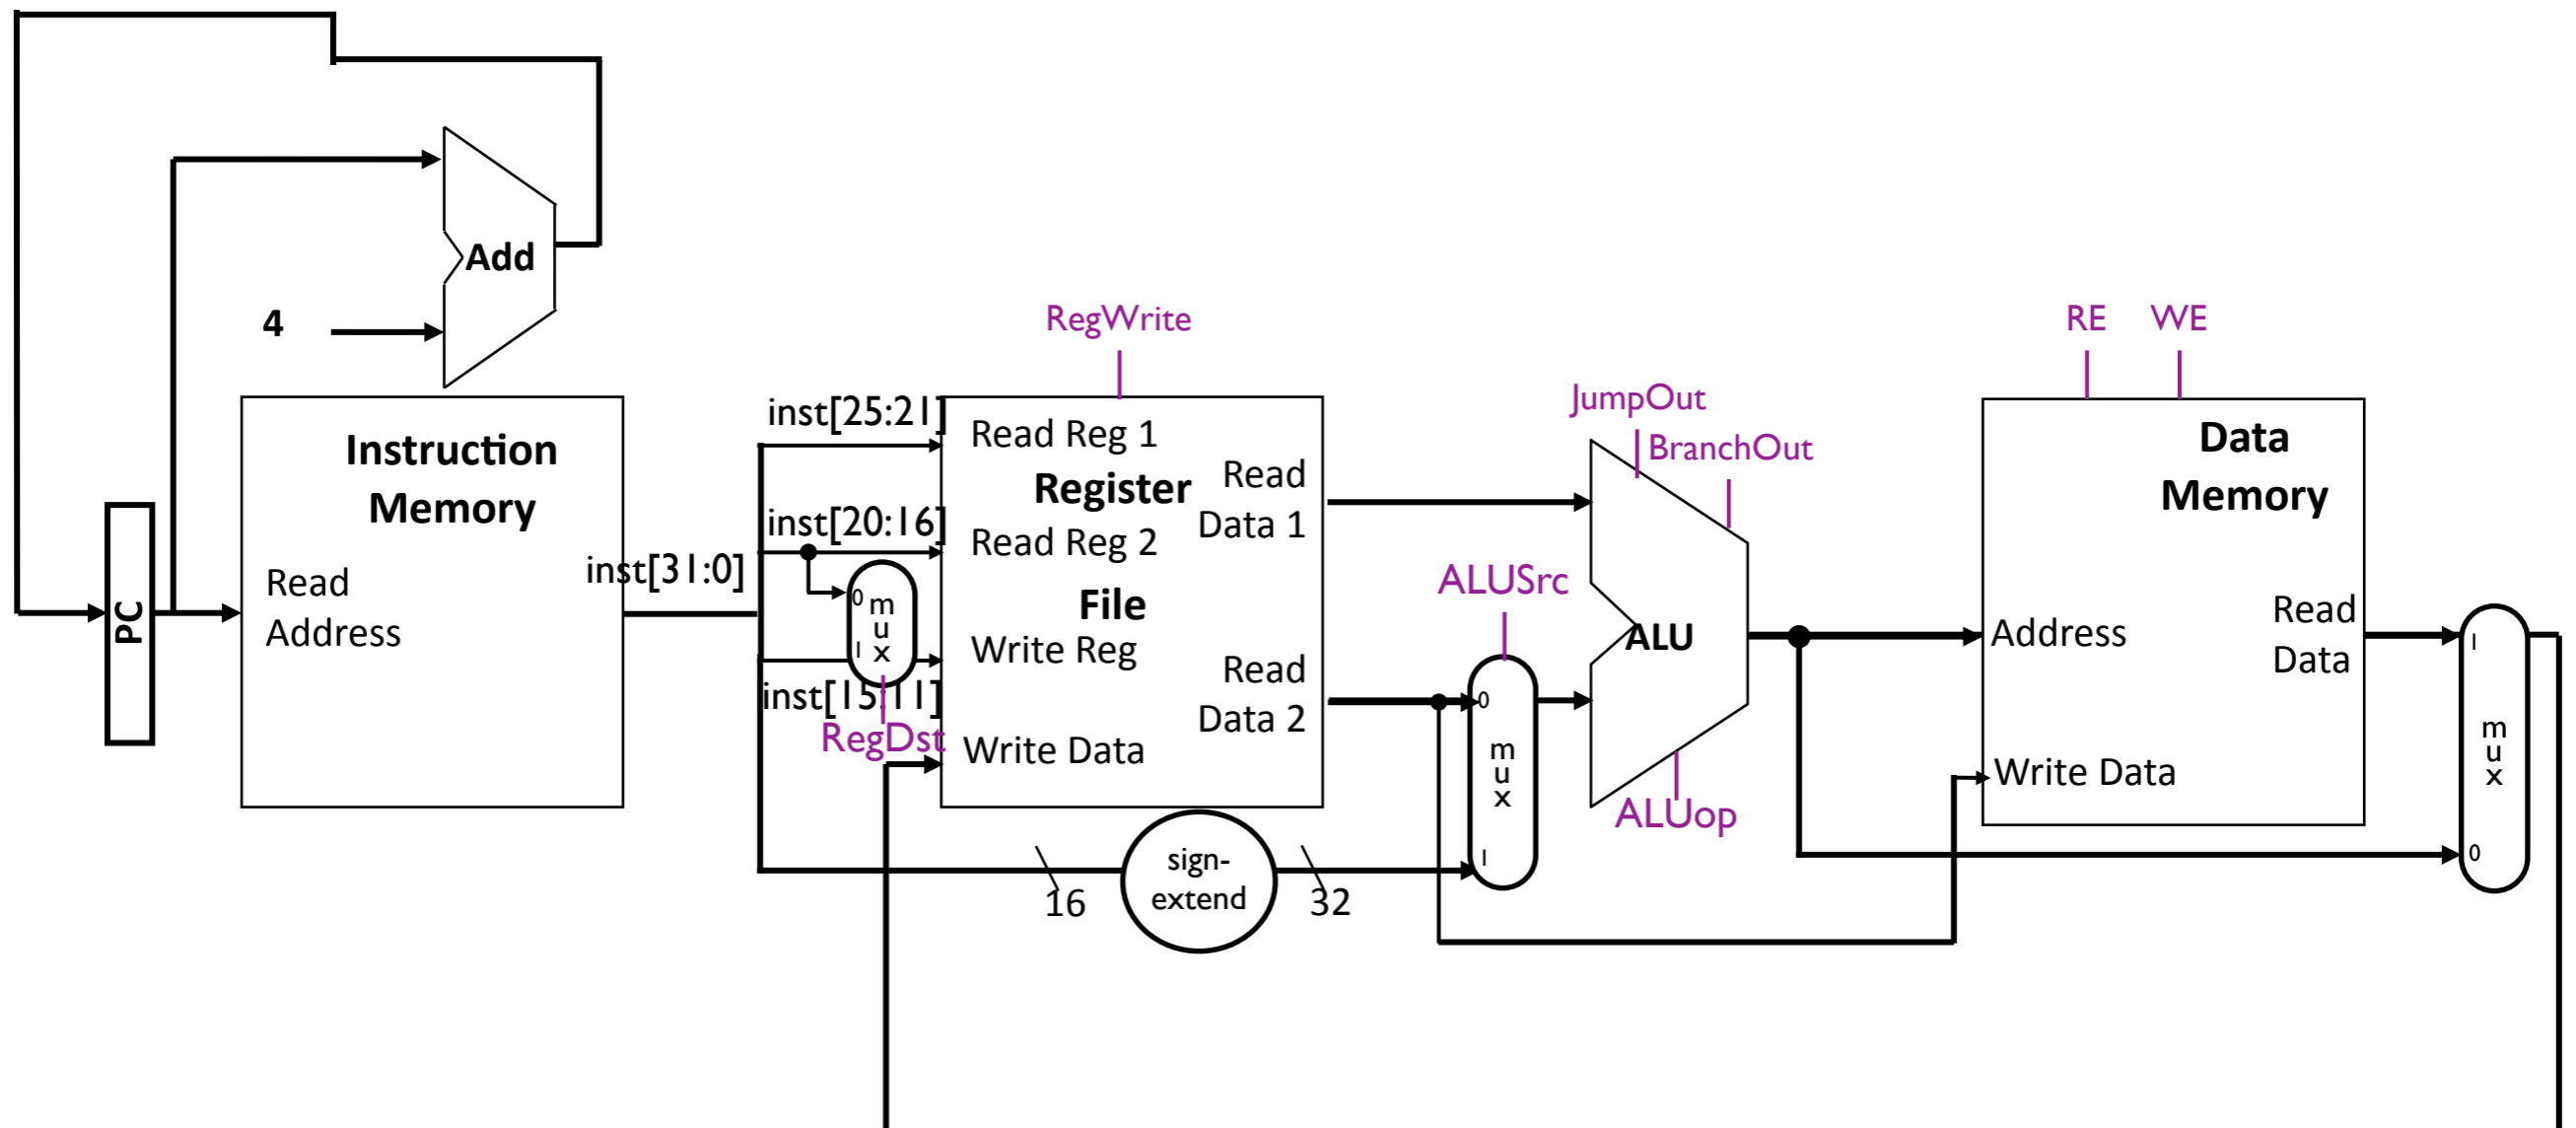 Add
4
RegWrite
RE
WE
JumpOut
BranchOut
inst[25:21]
Instruction
Memory
Read
Address
PC
inst[31:0]
inst[20:16]
0
mux
1
inst[15:11]
RegDst
Read Reg 1
Register
Read
Data 1
Read Reg 2
File
Write Reg
Read
Data 2
Write Data
ALUSrc
0
mux
1
ALU
ALUop
sign-
extend
16
32
Data
Memory
Address
Read
Data
Write Data
1
mux
0